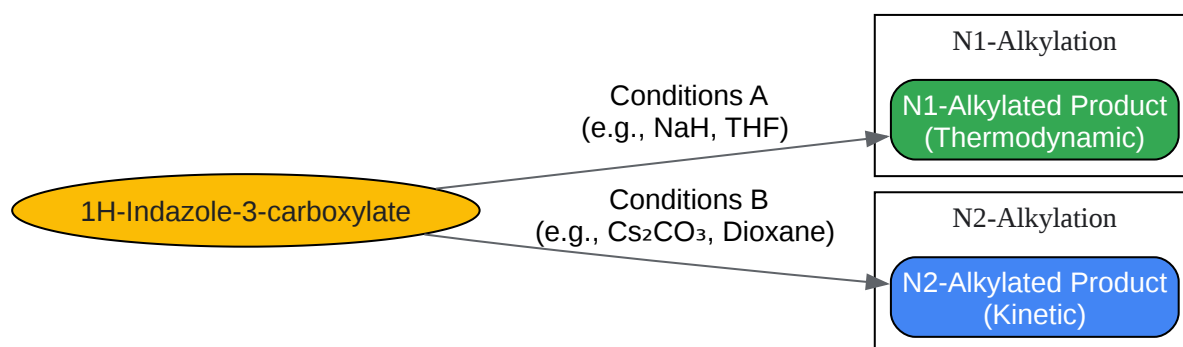 N1-Alkylation
Conditions A
(e.g., NaH, THF)
N1-Alkylated Product
(Thermodynamic)
1H-Indazole-3-carboxylate
Conditions B
(e.g., Cs₂CO₃, Dioxane)
N2-Alkylation
N2-Alkylated Product
(Kinetic)